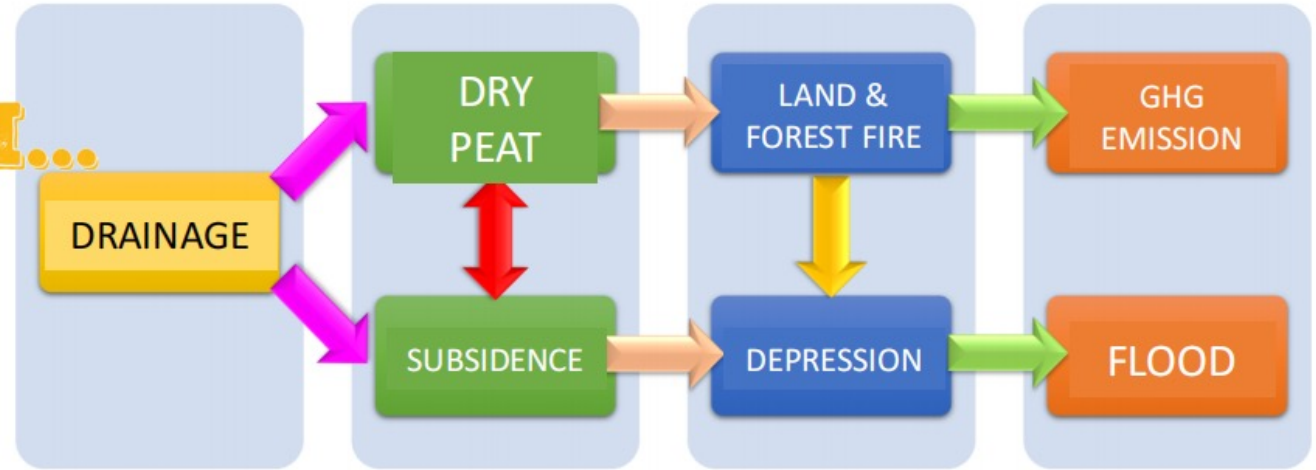 DRAINAGE
DRY
PEAT
SUBSIDENCE
LAND &
FOREST FIRE
DEPRESSION
GHG
EMISSION
FLOOD